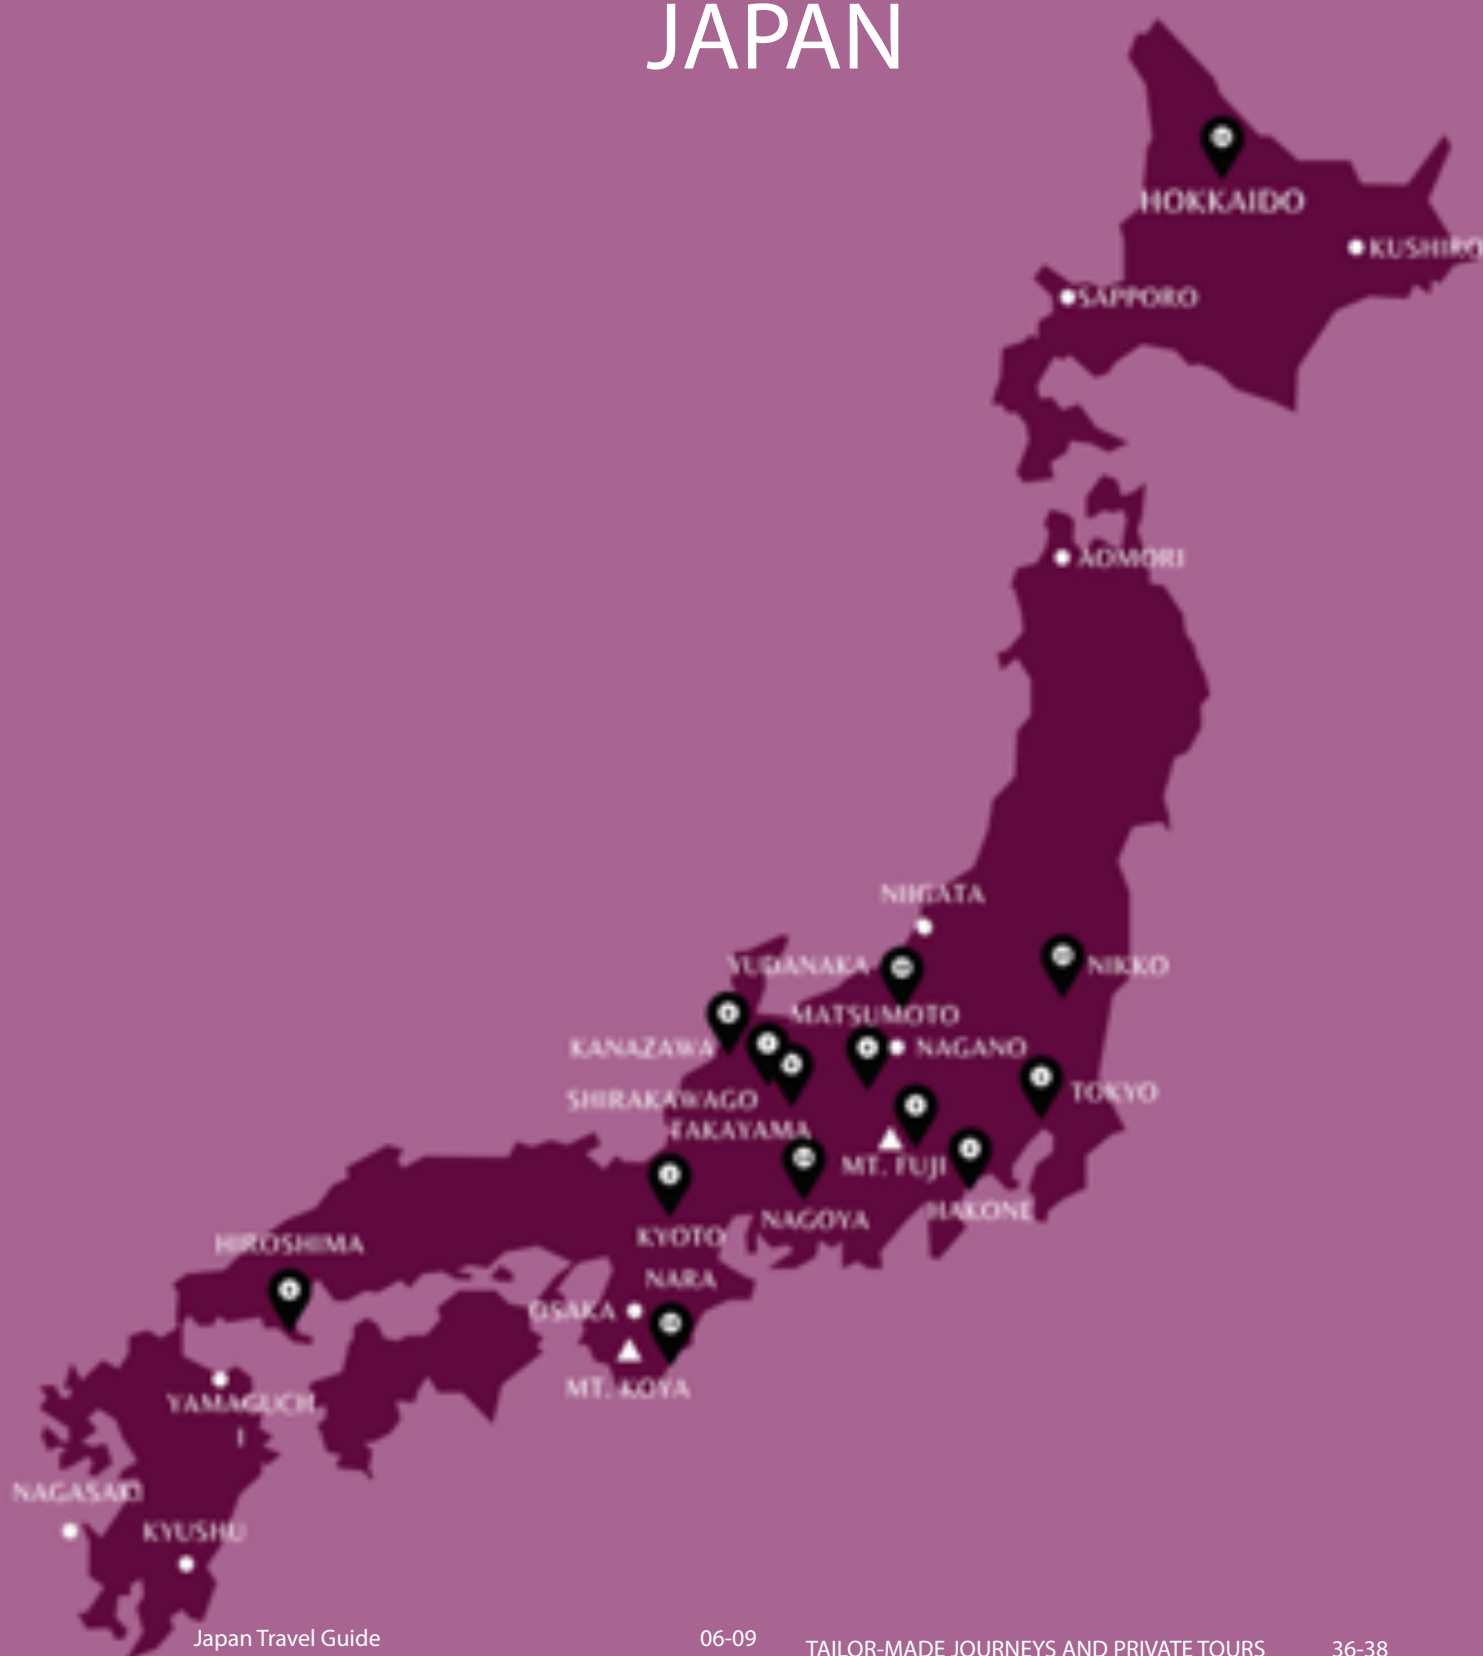 JAPAN
HOKKAIDO
KUSHIRO
SAPPORO
AOMORI
NIIGATA
YUDANAKA
NIKKO
MATSUMOTO
KANAZAWA
NAGANO
TOKYO
SHIRAKAWAGO
TAKAYAMA
MT. FUJI
HAKONE
NAGOYA
KYOTO
HIROSHIMA
NARA
OSAKA
MT. KOYA
YAMAGUCH
I
NAGASAKI
KYUSHU
Japan Travel Guide 06-09
TAILOR-MADE JOURNEYS AND PRIVATE TOURS 36-38